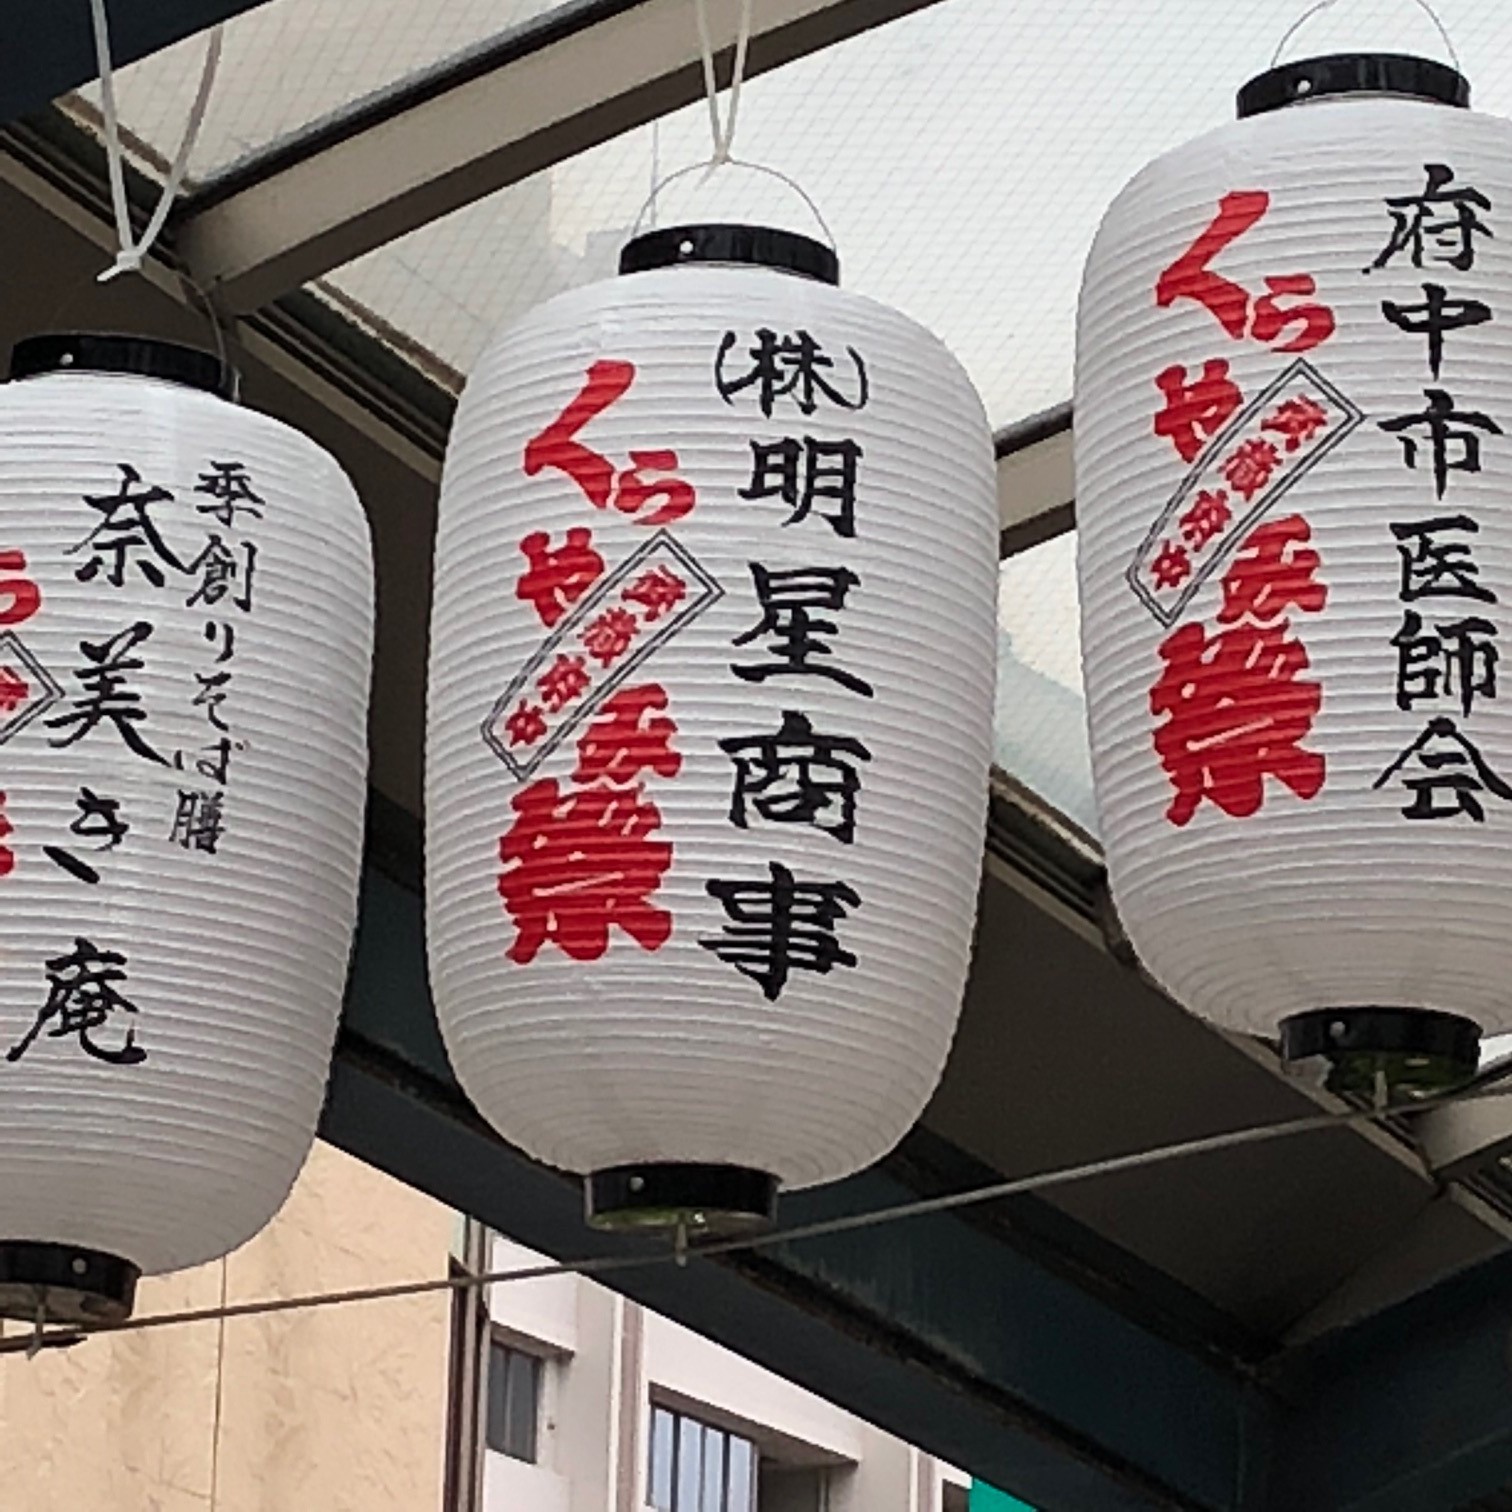 府中市医師会
くらやみ祭
(株)明星商事
くらやみ祭
季創りそば膳
奈美き庵
ら